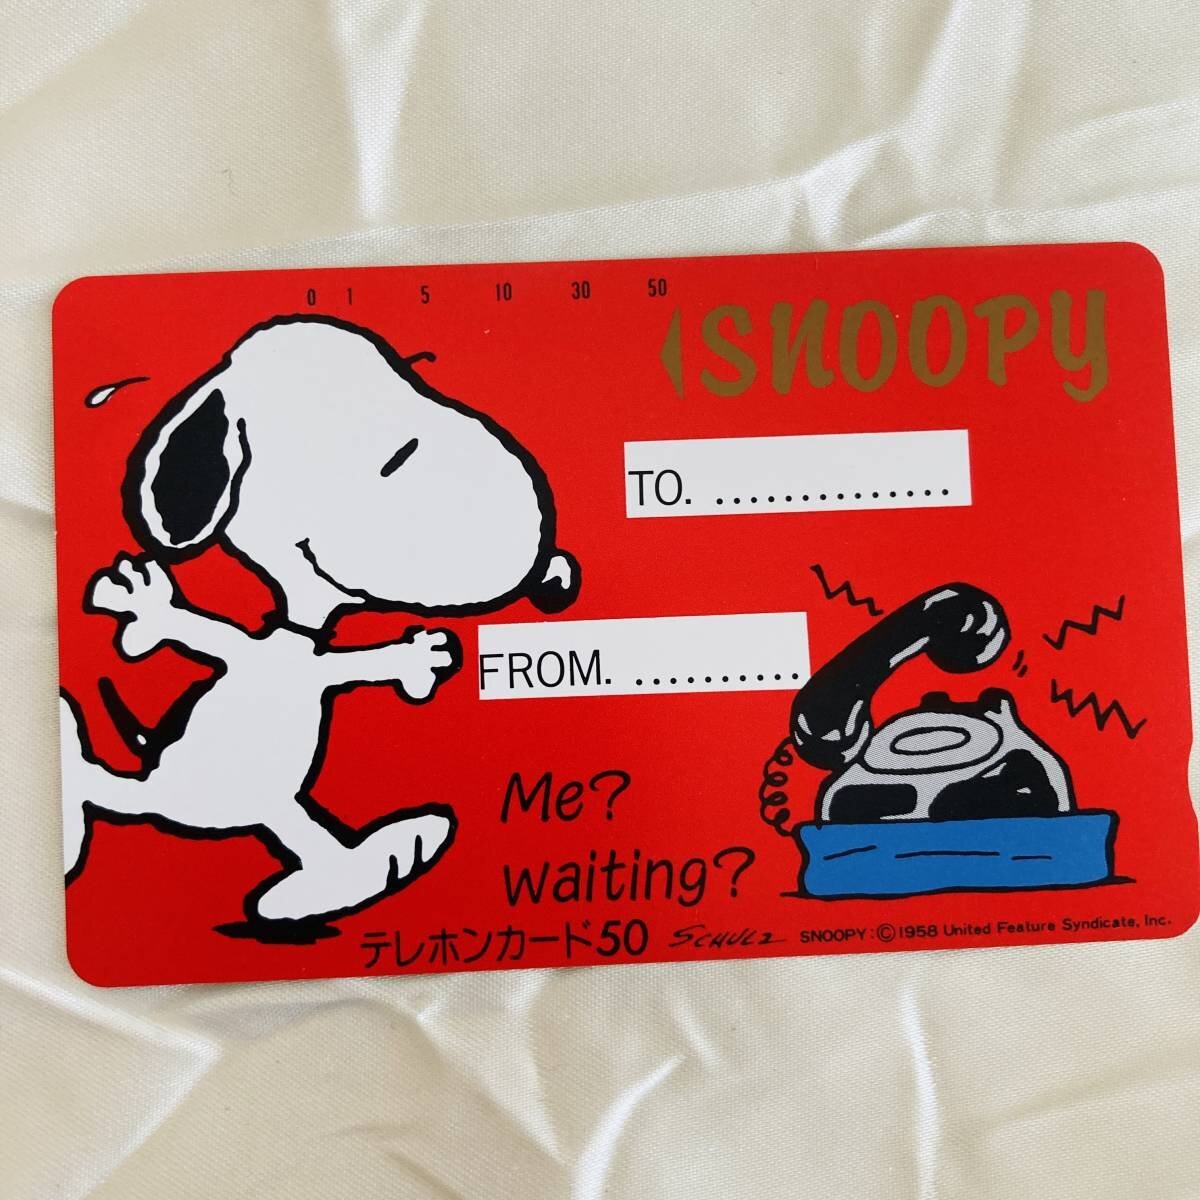 0 1 5 10 30 50
SNOOPY
TO. ..............
FROM. ..........
Me?
waiting?
テレホンカード50 SCHULZ SNOOPY:©1958 United Feature Syndicate, Inc.